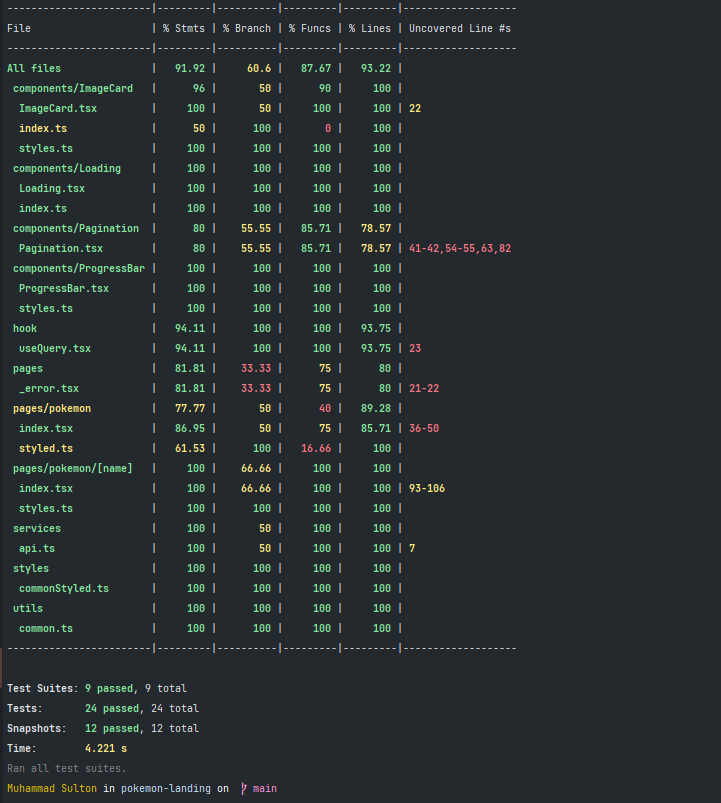 -----------------------|---------|----------|---------|---------|-------------------
File                   | % Stmts | % Branch | % Funcs | % Lines | Uncovered Line #s
-----------------------|---------|----------|---------|---------|-------------------
All files              |   91.92 |     60.6 |   87.67 |   93.22 |
 components/ImageCard  |      96 |       50 |      90 |     100 |
  ImageCard.tsx        |     100 |       50 |     100 |     100 | 22
  index.ts             |      50 |      100 |       0 |     100 |
  styles.ts            |     100 |      100 |     100 |     100 |
 components/Loading    |     100 |      100 |     100 |     100 |
  Loading.tsx          |     100 |      100 |     100 |     100 |
  index.ts             |     100 |      100 |     100 |     100 |
 components/Pagination |      80 |    55.55 |   85.71 |   78.57 |
  Pagination.tsx       |      80 |    55.55 |   85.71 |   78.57 | 41-42,54-55,63,82
 components/ProgressBar |     100 |      100 |     100 |     100 |
  ProgressBar.tsx      |     100 |      100 |     100 |     100 |
  styles.ts            |     100 |      100 |     100 |     100 |
 hook                  |   94.11 |      100 |     100 |   93.75 |
  useQuery.tsx         |   94.11 |      100 |     100 |   93.75 | 23
 pages                 |   81.81 |    33.33 |      75 |      80 |
  _error.tsx           |   81.81 |    33.33 |      75 |      80 | 21-22
 pages/pokemon         |   77.77 |       50 |      40 |   89.28 |
  index.tsx            |   86.95 |       50 |      75 |   85.71 | 36-50
  styled.ts            |   61.53 |      100 |   16.66 |     100 |
 pages/pokemon/[name]  |     100 |    66.66 |     100 |     100 |
  index.tsx            |     100 |    66.66 |     100 |     100 | 93-106
  styles.ts            |     100 |      100 |     100 |     100 |
 services              |     100 |       50 |     100 |     100 |
  api.ts               |     100 |       50 |     100 |     100 | 7
 styles                |     100 |      100 |     100 |     100 |
  commonStyled.ts      |     100 |      100 |     100 |     100 |
 utils                 |     100 |      100 |     100 |     100 |
  common.ts            |     100 |      100 |     100 |     100 |
-----------------------|---------|----------|---------|---------|-------------------
Test Suites: 9 passed, 9 total
Tests:       24 passed, 24 total
Snapshots:   12 passed, 12 total
Time:        4.221 s
Ran all test suites.
Muhammad Sulton in pokemon-landing on main